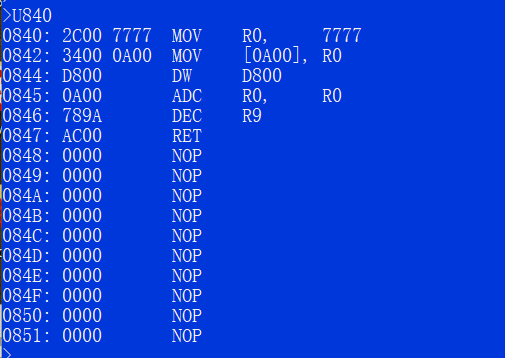 >U840
0840: 2C00 7777 MOV R0, 7777
0842: 3400 0A00 MOV [0A00], R0
0844: D800 DW D800
0845: 0A00 ADC R0, R0
0846: 789A DEC R9
0847: AC00 RET
0848: 0000 NOP
0849: 0000 NOP
084A: 0000 NOP
084B: 0000 NOP
084C: 0000 NOP
084D: 0000 NOP
084E: 0000 NOP
084F: 0000 NOP
0850: 0000 NOP
0851: 0000 NOP
>